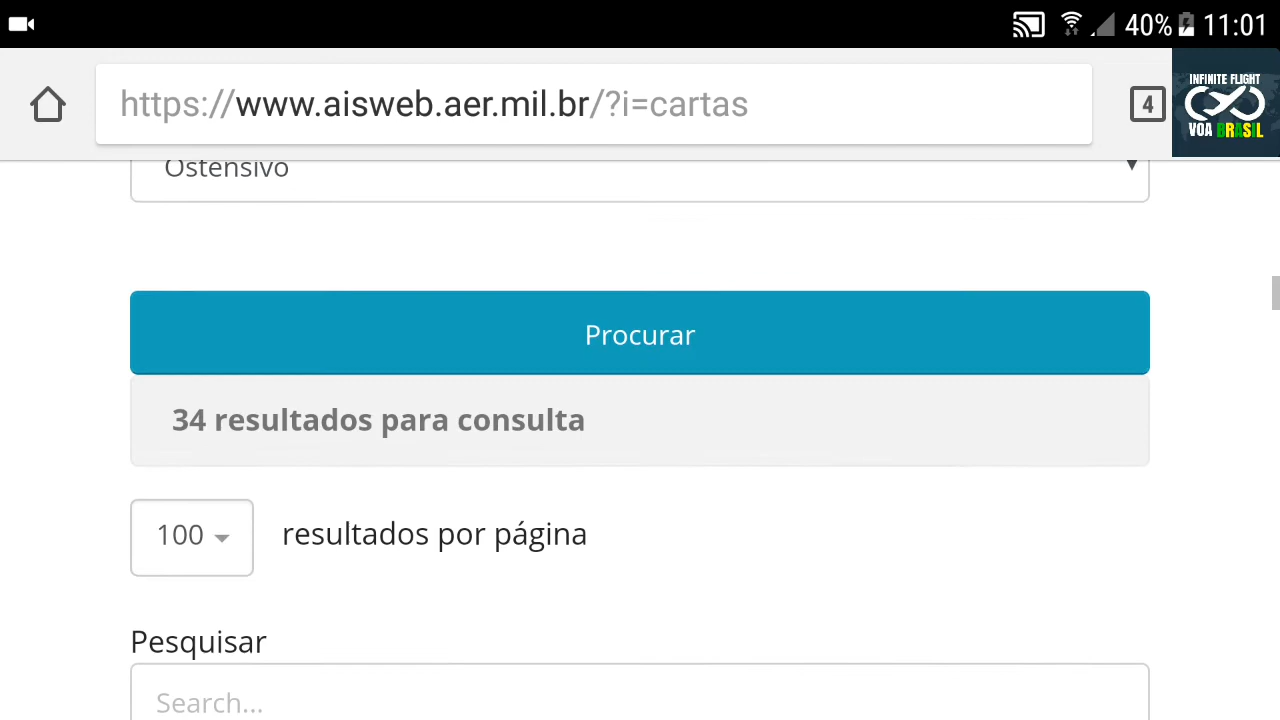 40% 11:01
https://www.aisweb.aer.mil.br/?i=cartas
4
INFINITE FLIGHT
VOA BRASIL
Ostensivo
Procurar
34 resultados para consulta
100 resultados por página
Pesquisar
Search...